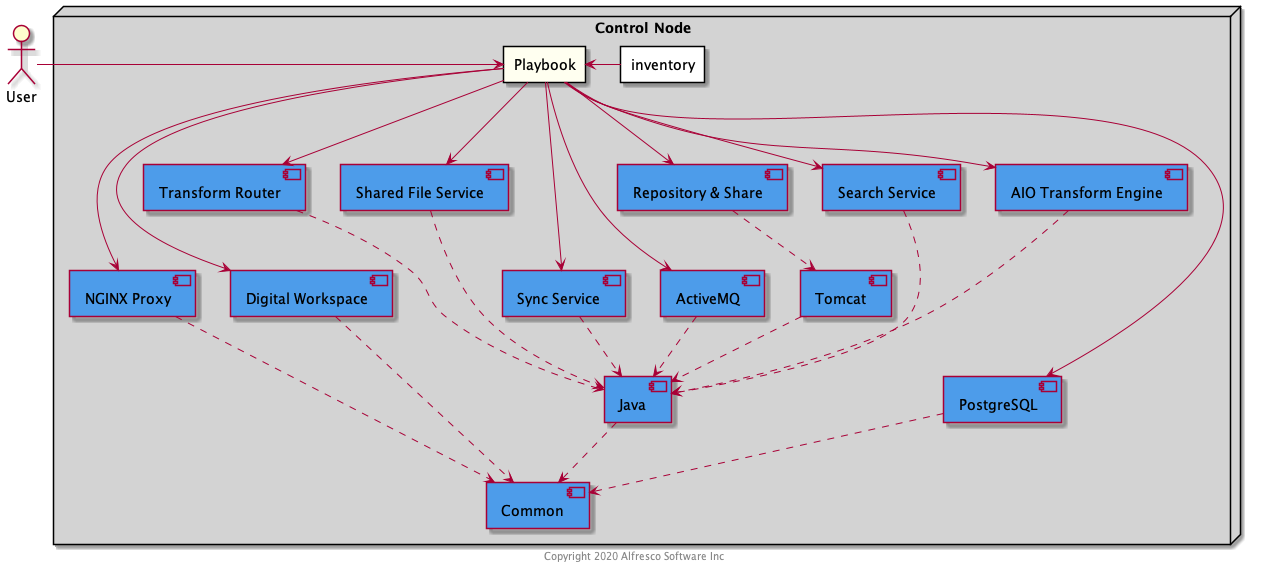 Control Node
Playbook
inventory
User
Transform Router
Shared File Service
Repository & Share
Search Service
AIO Transform Engine
NGINX Proxy
Digital Workspace
Sync Service
ActiveMQ
Tomcat
Java
PostgreSQL
Common
Copyright 2020 Alfresco Software Inc